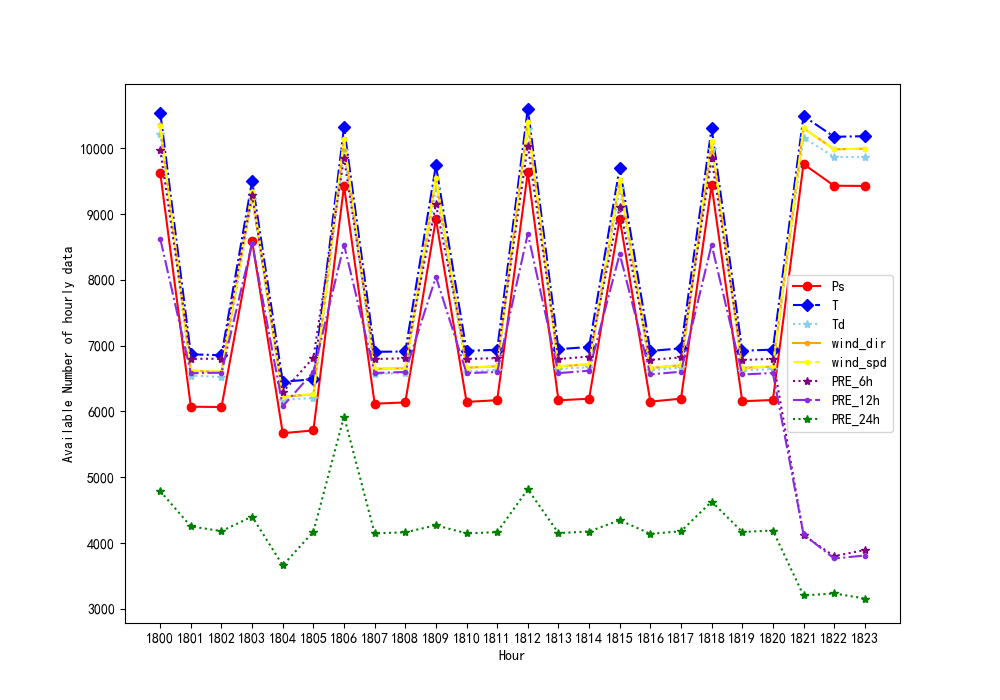 Available Number of hourly data
10000
9000
8000
7000
6000
5000
4000
3000
Ps
T
Td
wind_dir
wind_spd
PRE_6h
PRE_12h
PRE_24h
1800 1801 1802 1803 1804 1805 1806 1807 1808 1809 1810 1811 1812 1813 1814 1815 1816 1817 1818 1819 1820 1821 1822 1823
Hour